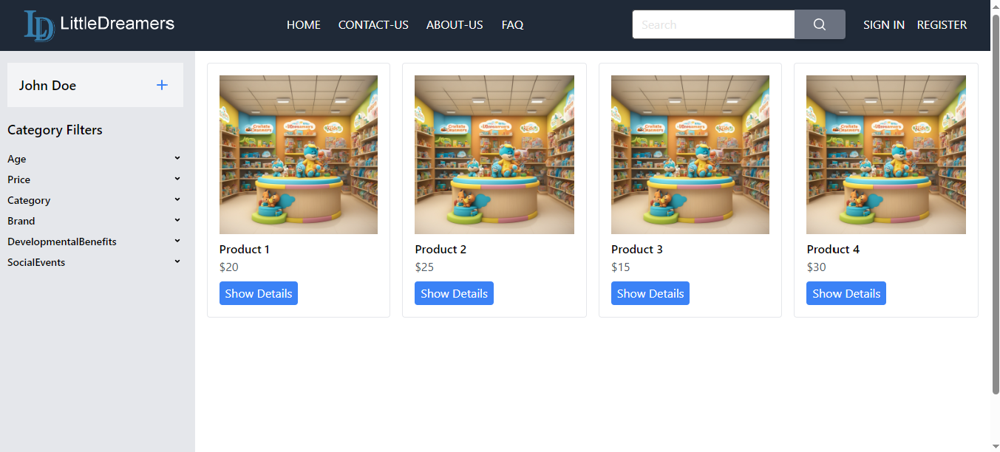 LD LittleDreamers
HOME CONTACT-US ABOUT-US FAQ
Search
SIGN IN REGISTER
John Doe
Category Filters
Age
Price
Category
Brand
DevelopmentalBenefits
SocialEvents
Product 1
$20
Show Details
Product 2
$25
Show Details
Product 3
$15
Show Details
Product 4
$30
Show Details